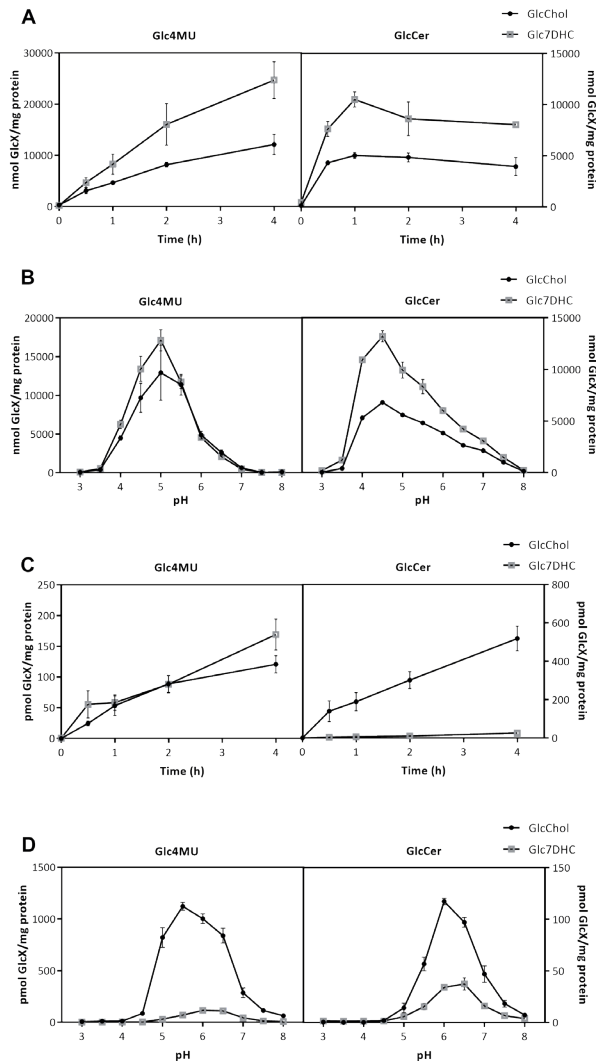 A
GlcChol
Glc7DHC
Glc4MU
GlcCer
nmol GlcX/mg protein
30000
20000
10000
0
15000
10000
5000
0
nmol GlcX/mg protein
0 1 2 3 4
0 1 2 3 4
Time (h)
Time (h)
B
GlcChol
Glc7DHC
Glc4MU
GlcCer
nmol GlcX/mg protein
20000
15000
10000
5000
0
15000
10000
5000
0
nmol GlcX/mg protein
3 4 5 6 7 8
3 4 5 6 7 8
pH
pH
C
GlcChol
Glc7DHC
Glc4MU
GlcCer
pmol GlcX/mg protein
250
200
150
100
50
0
800
600
400
200
0
pmol GlcX/mg protein
0 1 2 3 4
0 1 2 3 4
Time (h)
Time (h)
D
GlcChol
Glc7DHC
Glc4MU
GlcCer
pmol GlcX/mg protein
1500
1000
500
0
150
100
50
0
pmol GlcX/mg protein
3 4 5 6 7 8
3 4 5 6 7 8
pH
pH